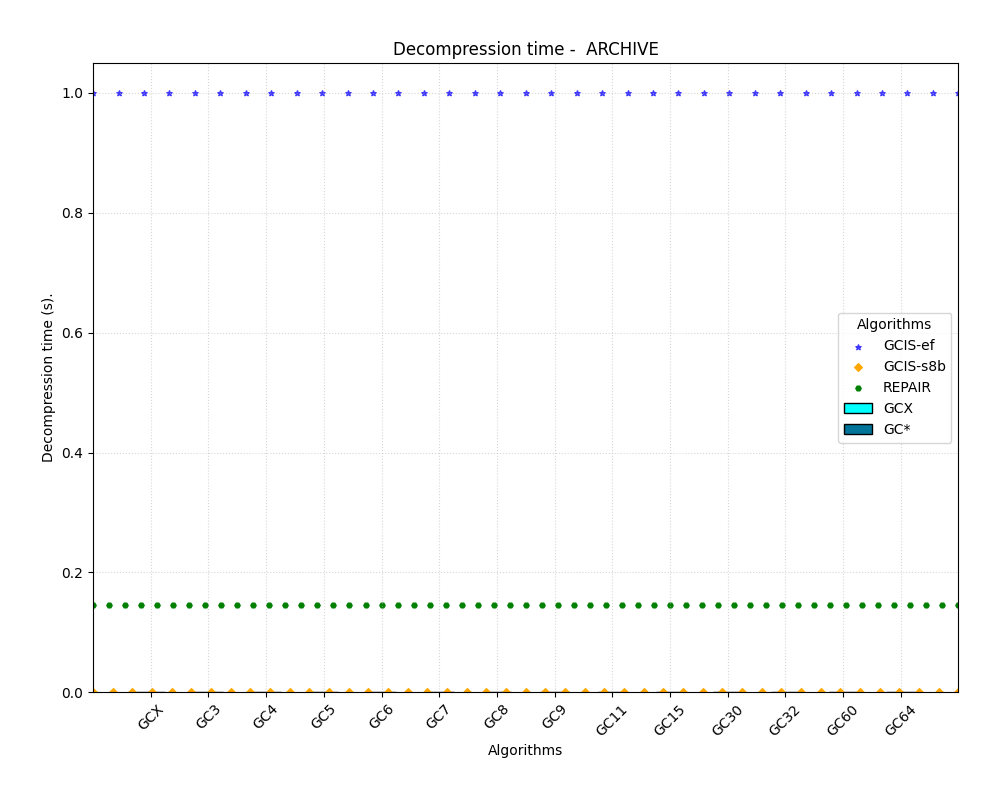 Decompression time -  ARCHIVE
Decompression time (s).
1.0
0.8
0.6
0.4
0.2
0.0
Algorithms
GCIS-ef
GCIS-s8b
REPAIR
GCX
GC*
GCX
GC3
GC4
GC5
GC6
GC7
GC8
GC9
GC11
GC15
GC30
GC32
GC60
GC64
Algorithms